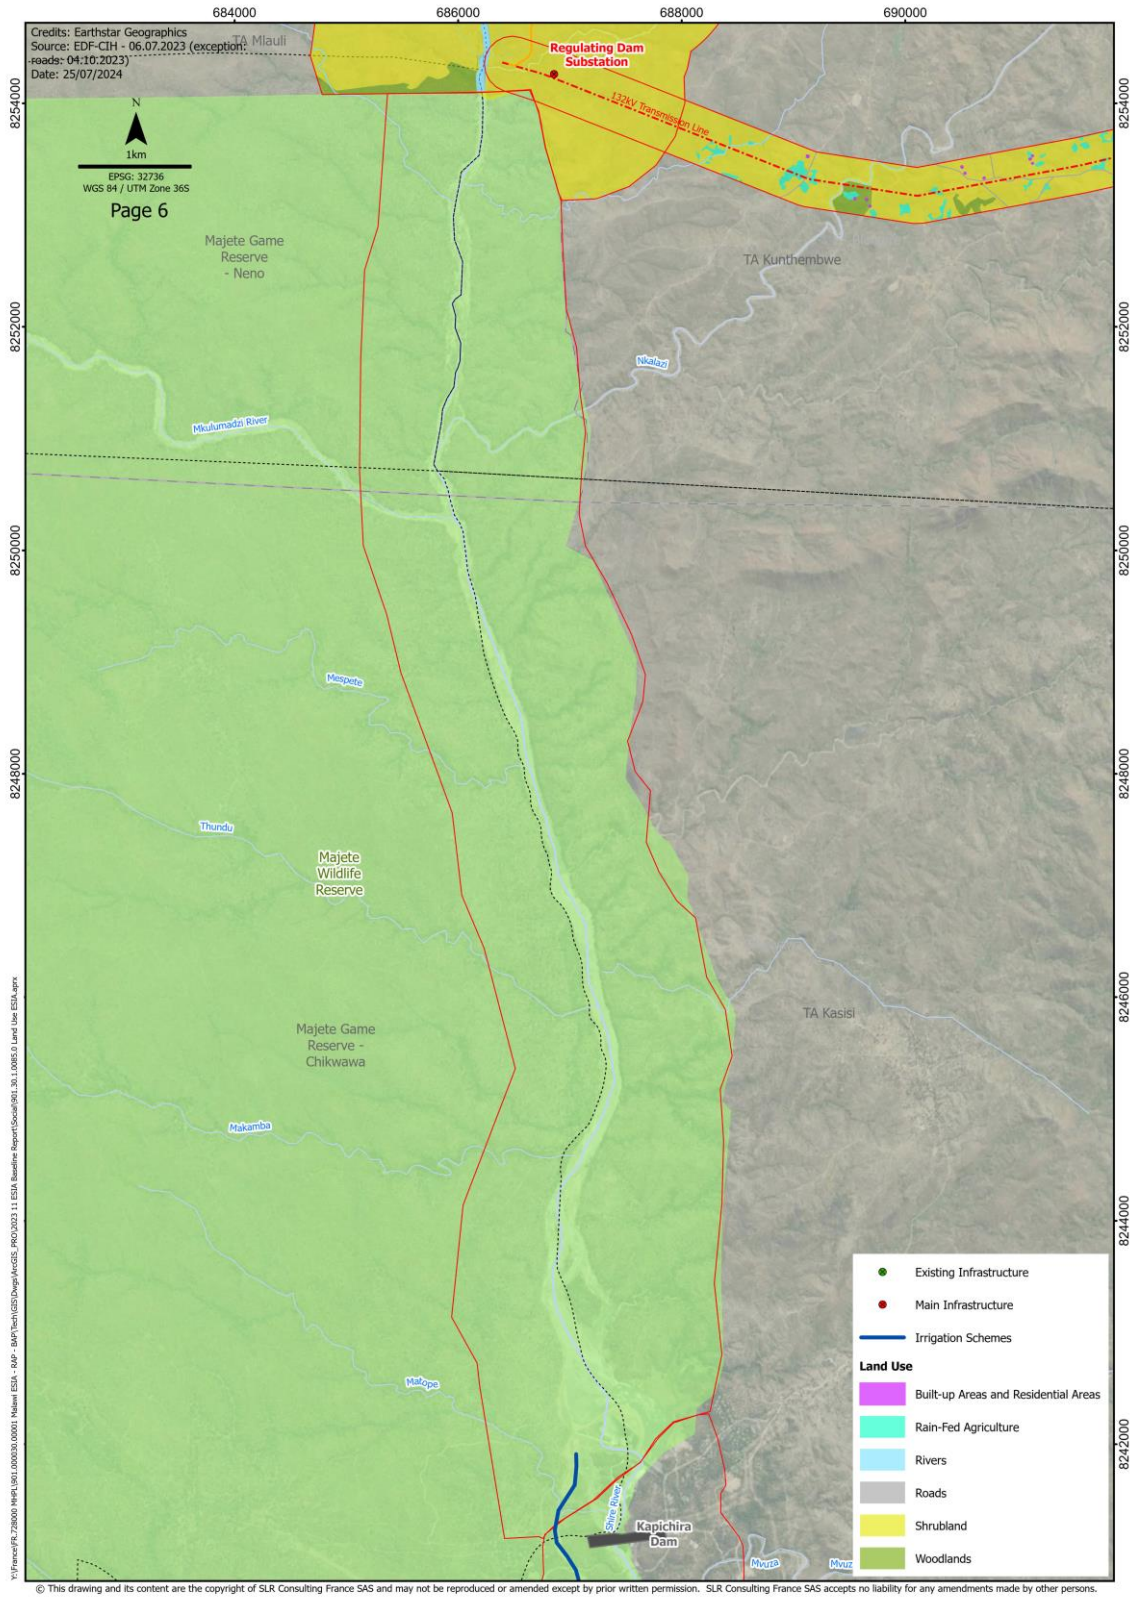 684000
686000
688000
690000
Credits: Earthstar Geographics
Source: EDF-CIH - 06.07.2023 (exception:
roads: 04.10.2023)
Date: 25/07/2024
TA Mlauli
Regulating Dam
Substation
132kV Transmission Line
8254000
8254000
N
1km
EPSG: 32736
WGS 84 / UTM Zone 36S
Page 6
Majete Game
Reserve
- Neno
TA Kunthembwe
8252000
8252000
Nkalazi
Mkulumadzi River
8250000
8250000
Mespete
8248000
8248000
Thundu
Majete
Wildlife
Reserve
8246000
Majete Game
Reserve -
Chikwawa
TA Kasisi
Makamba
8244000
Matope
8242000
Shire River
Kapichira
Dam
Mvuza
Mvuz
Existing Infrastructure
Main Infrastructure
Irrigation Schemes
Land Use
Built-up Areas and Residential Areas
Rain-Fed Agriculture
Rivers
Roads
Shrubland
Woodlands
© This drawing and its content are the copyright of SLR Consulting France SAS and may not be reproduced or amended except by prior written permission. SLR Consulting France SAS accepts no liability for any amendments made by other persons.